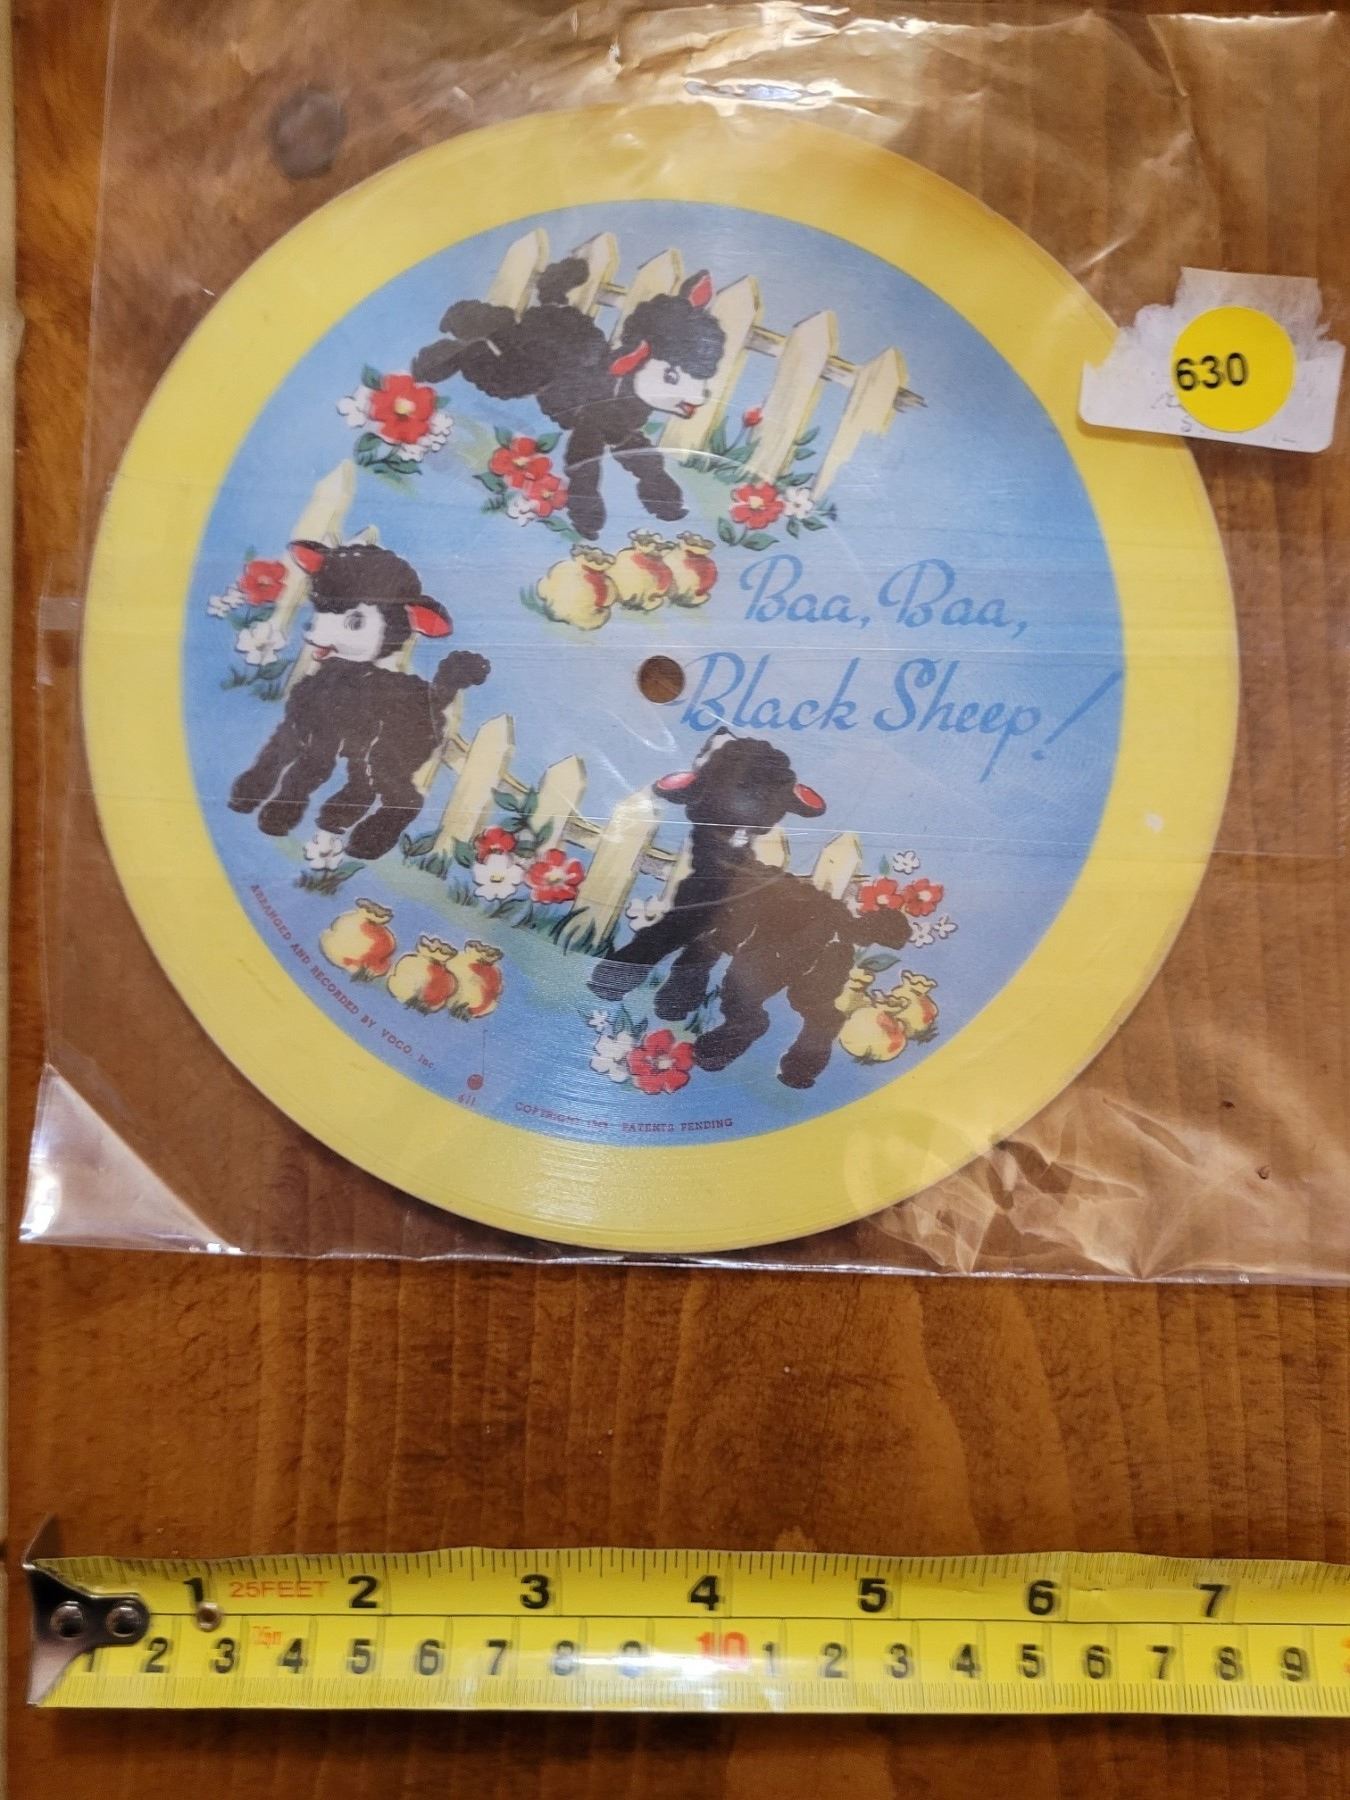 630
Baa, Baa,
Black Sheep!
ARRANGED AND RECORDED BY VOCO, Inc.
611
COPYRIGHT PATENTS PENDING
1 25FEET 2 3 4 5 6 7
1 2 3 4 5 6 7 8 9 10 1 2 3 4 5 6 7 8 9